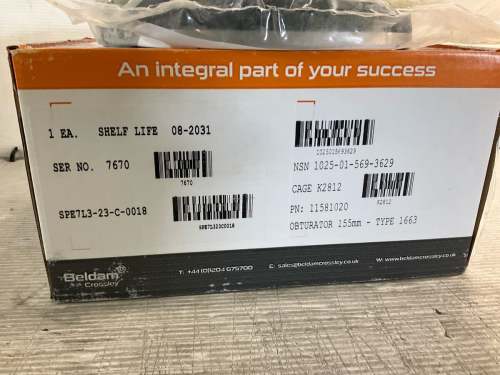 An integral part of your success
1 EA. SHELF LIFE 08-2031
1025015693629
SER NO. 7670
7670
NSN 1025-01-569-3629
CAGE K2812
K2812
SPE7L3-23-C-0018
SPE7L323C0018
PN: 11581020
OBTURATOR 155mm - TYPE 1663
Beldam
Crossley
T: +44 (0)1204 675700
E: sales@beldamcrossley.co.uk
W: www.beldamcrossley.co.uk